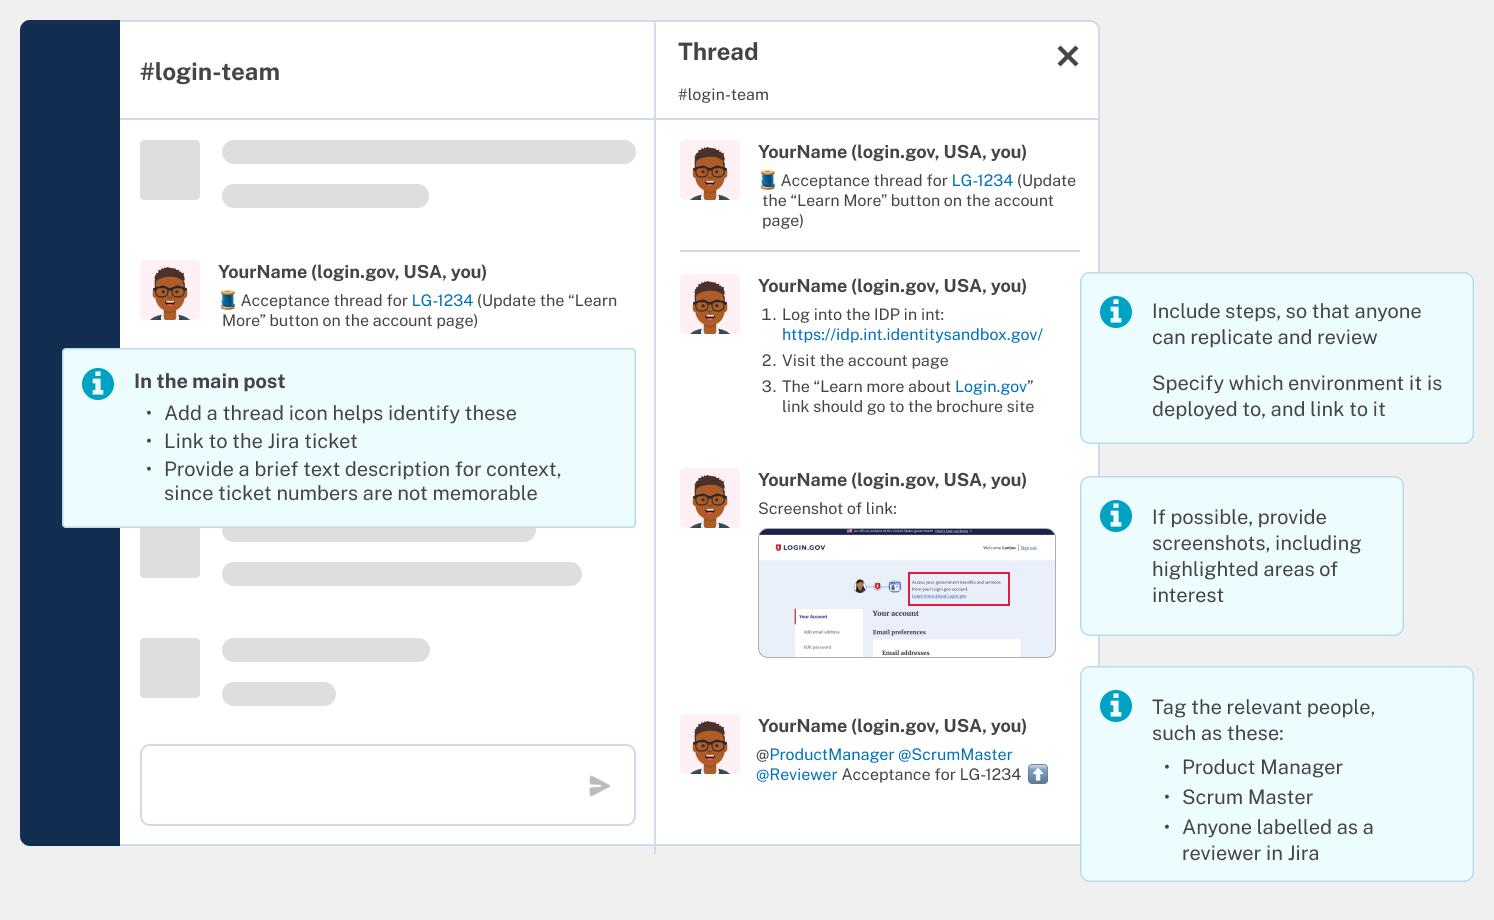 #login-team
YourName (login.gov, USA, you)
🧵 Acceptance thread for LG-1234 (Update the “Learn
More” button on the account page)
In the main post
• Add a thread icon helps identify these
• Link to the Jira ticket
• Provide a brief text description for context,
since ticket numbers are not memorable
Thread
#login-team
YourName (login.gov, USA, you)
🧵 Acceptance thread for LG-1234 (Update
the “Learn More” button on the account
page)
YourName (login.gov, USA, you)
1. Log into the IDP in int:
https://idp.int.identitysandbox.gov/
2. Visit the account page
3. The “Learn more about Login.gov”
link should go to the brochure site
YourName (login.gov, USA, you)
Screenshot of link:
An official website of the United States government
LOGIN.GOV
Welcome Sign out
Access your government benefits and services
from your Login.gov account.
Learn more about Login.gov
Your Account
Add email address
Edit password
Your account
Email preferences
Email addresses
YourName (login.gov, USA, you)
@ProductManager @ScrumMaster
@Reviewer Acceptance for LG-1234 ⬆️
Include steps, so that anyone
can replicate and review
Specify which environment it is
deployed to, and link to it
If possible, provide
screenshots, including
highlighted areas of
interest
Tag the relevant people,
such as these:
• Product Manager
• Scrum Master
• Anyone labelled as a
reviewer in Jira